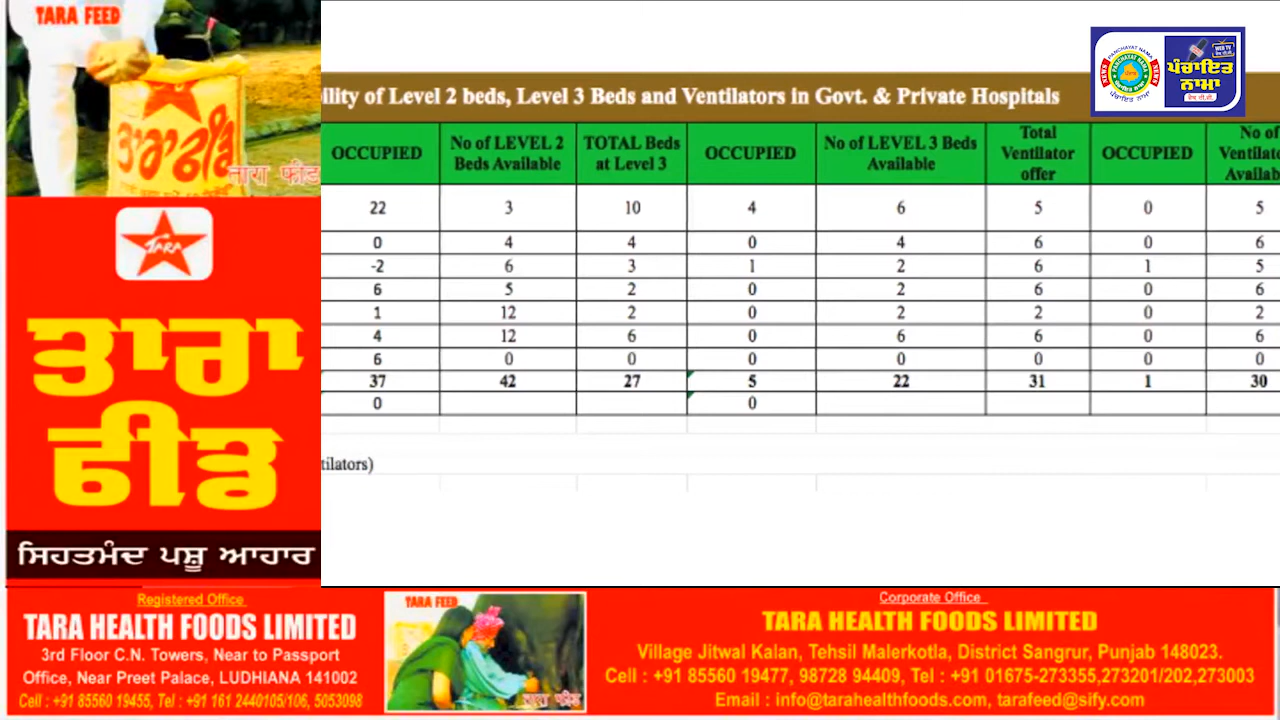 TARA FEED
ਤਾਰਾ ਫੀਡ
तारा फीड
TARA
ਤਾਰਾ
ਫੀਡ
ਸਿਹਤਮੰਦ ਪਸ਼ੂ ਆਹਾਰ
PANCHAYAT NAMA
ਪੰਚਾਇਤ ਨਾਮਾ
WEB TV
ਪੰਚਾਇਤ
ਨਾਮਾ
ility of Level 2 beds, Level 3 Beds and Ventilators in Govt. & Private Hospitals
OCCUPIED No of LEVEL 2 Beds Available TOTAL Beds at Level 3 OCCUPIED No of LEVEL 3 Beds Available Total Ventilator offer OCCUPIED No of Ventilato Availab
22 3 10 4 6 5 0 5
0 4 4 0 4 6 0 6
-2 6 3 1 2 6 1 5
6 5 2 0 2 6 0 6
1 12 2 0 2 2 0 2
4 12 6 0 6 6 0 6
6 0 0 0 0 0 0 0
37 42 27 5 22 31 1 30
0 0
tilators)
Registered Office
TARA HEALTH FOODS LIMITED
3rd Floor C.N. Towers, Near to Passport
Office, Near Preet Palace, LUDHIANA 141002
Cell : +91 85560 19455, Tel : +91 161 2440105/106, 5053098
TARA FEED
तारा फीड
Corporate Office
TARA HEALTH FOODS LIMITED
Village Jitwal Kalan, Tehsil Malerkotla, District Sangrur, Punjab 148023.
Cell : +91 85560 19477, 98728 94409, Tel : +91 01675-273355,273201/202,273003
Email : info@tarahealthfoods.com, tarafeed@sify.com